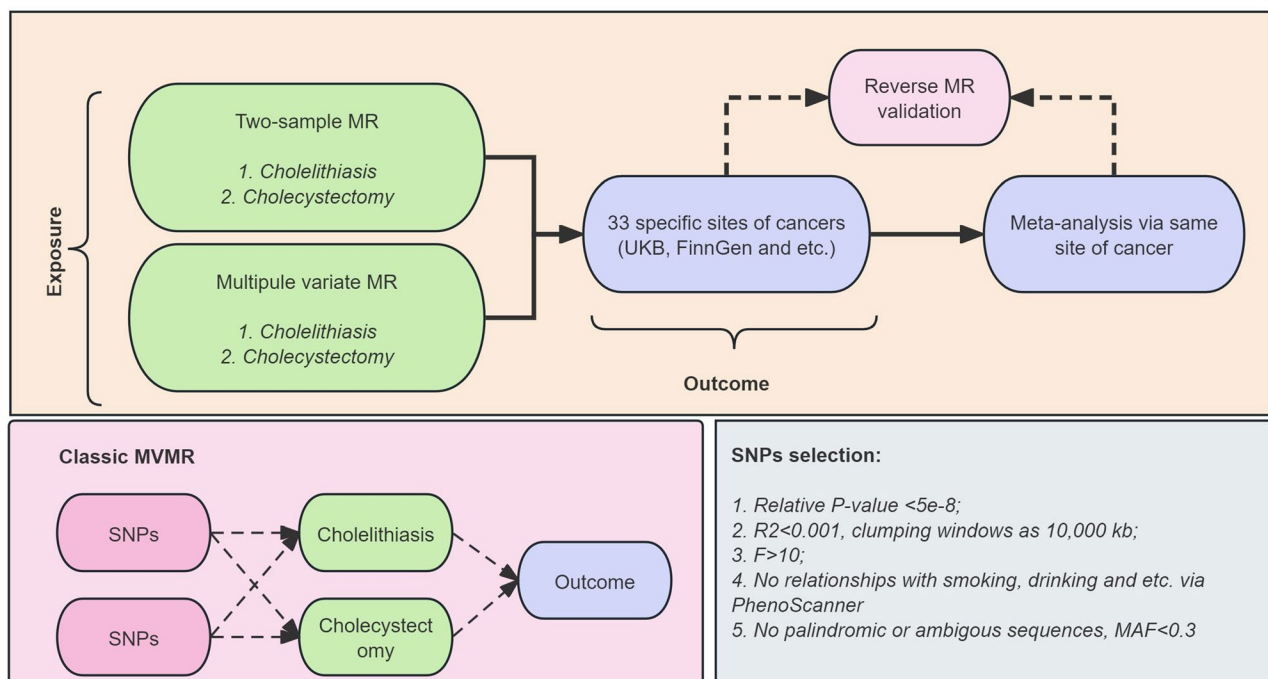 Exposure
Two-sample MR
1. Cholelithiasis
2. Cholecystectomy
Multipule variate MR
1. Cholelithiasis
2. Cholecystectomy
33 specific sites of cancers
(UKB, FinnGen and etc.)
Outcome
Reverse MR
validation
Meta-analysis via same
site of cancer
Classic MVMR
SNPs
SNPs
Cholelithiasis
Cholecystect
omy
Outcome
SNPs selection:
1. Relative P-value <5e-8;
2. R2<0.001, clumping windows as 10,000 kb;
3. F>10;
4. No relationships with smoking, drinking and etc. via
PhenoScanner
5. No palindromic or ambigous sequences, MAF<0.3